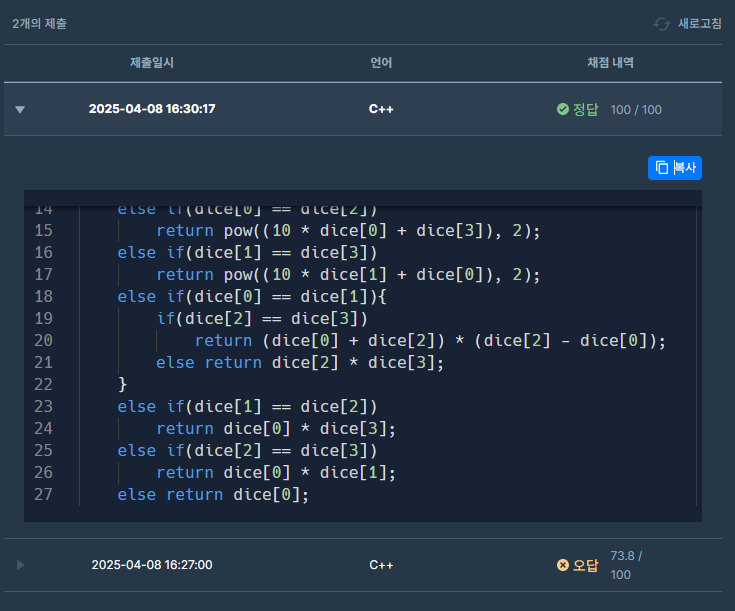 2개의 제출
새로고침
제출일시 언어 채점 내역
2025-04-08 16:30:17 C++ 정답 100 / 100
복사
14 else if(dice[0] == dice[2])
15 return pow((10 * dice[0] + dice[3]), 2);
16 else if(dice[1] == dice[3])
17 return pow((10 * dice[1] + dice[0]), 2);
18 else if(dice[0] == dice[1]){
19 if(dice[2] == dice[3])
20 return (dice[0] + dice[2]) * (dice[2] - dice[0]);
21 else return dice[2] * dice[3];
22 }
23 else if(dice[1] == dice[2])
24 return dice[0] * dice[3];
25 else if(dice[2] == dice[3])
26 return dice[0] * dice[1];
27 else return dice[0];
2025-04-08 16:27:00 C++ 오답 73.8 /
100